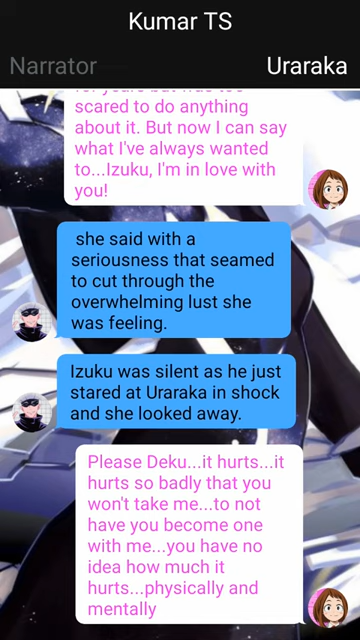 Kumar TS
Narrator
Uraraka
scared to do anything
about it. But now I can say
what I've always wanted
to...Izuku, I'm in love with
you!
she said with a
seriousness that seamed
to cut through the
overwhelming lust she
was feeling.
Izuku was silent as he just
stared at Uraraka in shock
and she looked away.
Please Deku...it hurts...it
hurts so badly that you
won't take me...to not
have you become one
with me...you have no
idea how much it
hurts...physically and
mentally